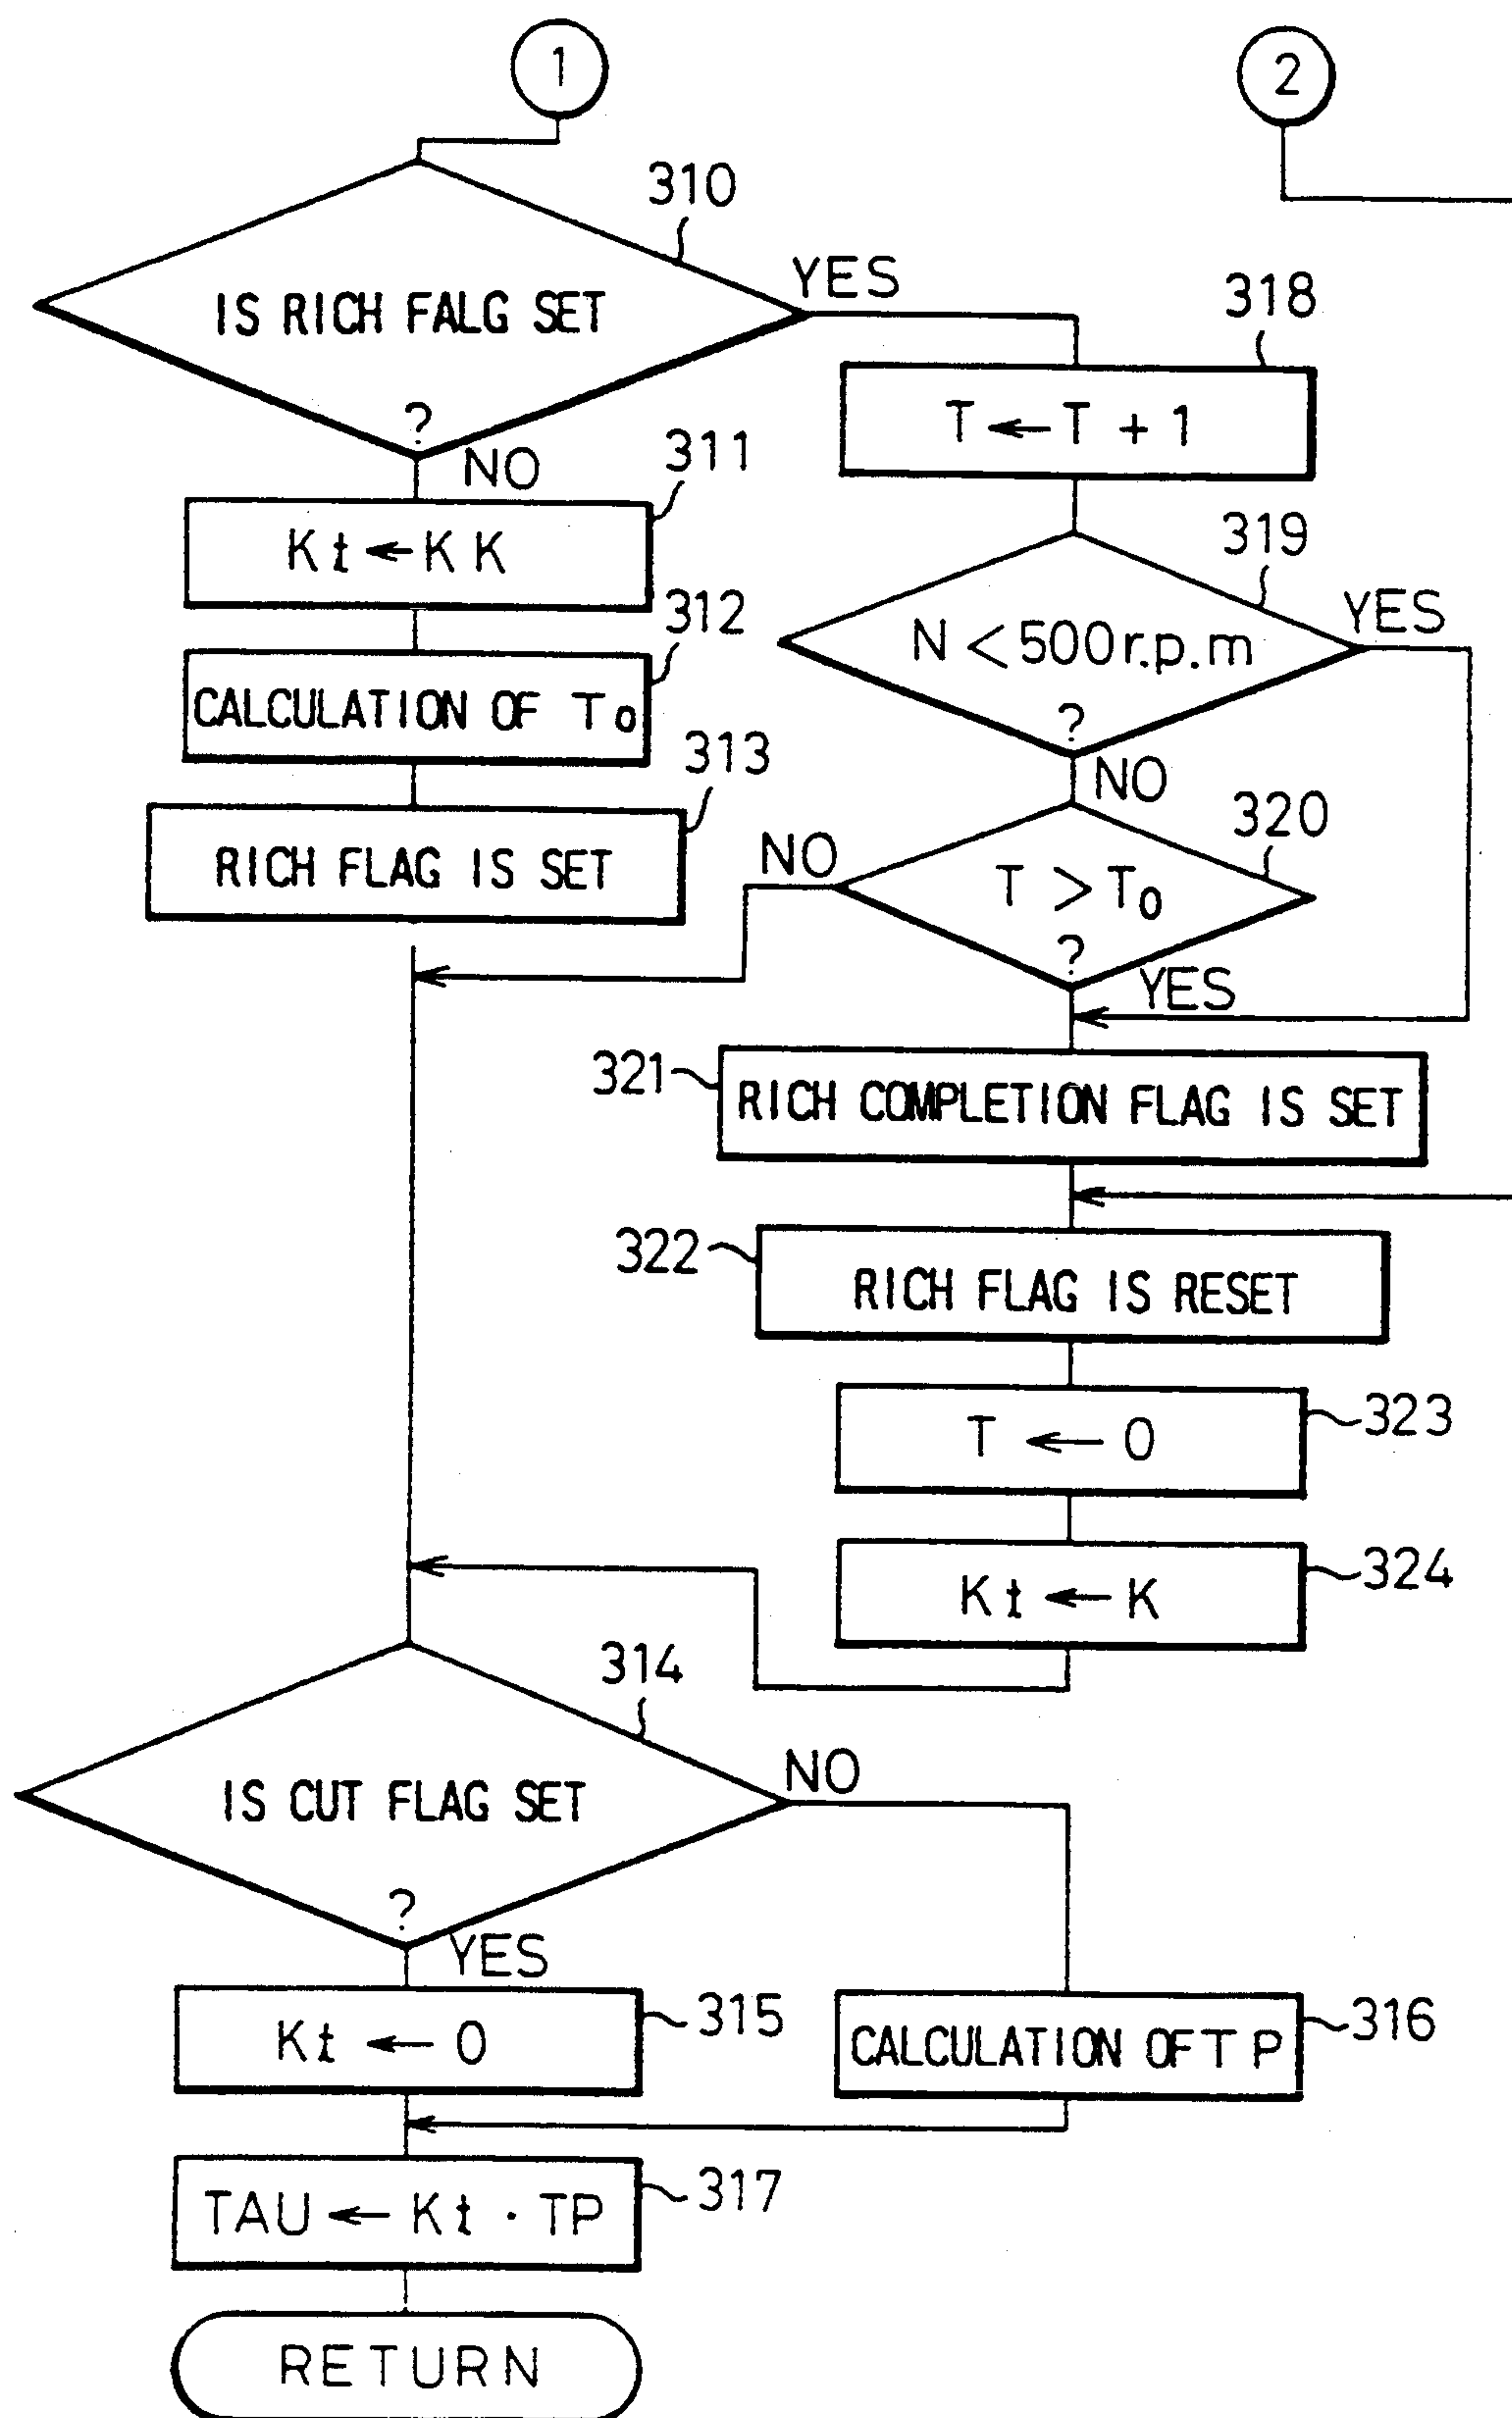 1
2
310
IS RICH FALG SET
?
YES
NO
318
T ← T + 1
311
Kt ← KK
319
N < 500r.p.m
?
YES
NO
312
CALCULATION OF To
313
RICH FLAG IS SET
320
T > To
?
NO
YES
321
RICH COMPLETION FLAG IS SET
322
RICH FLAG IS RESET
323
T ← 0
324
Kt ← K
314
IS CUT FLAG SET
?
NO
YES
315
Kt ← 0
316
CALCULATION OF TP
317
TAU ← Kt · TP
RETURN